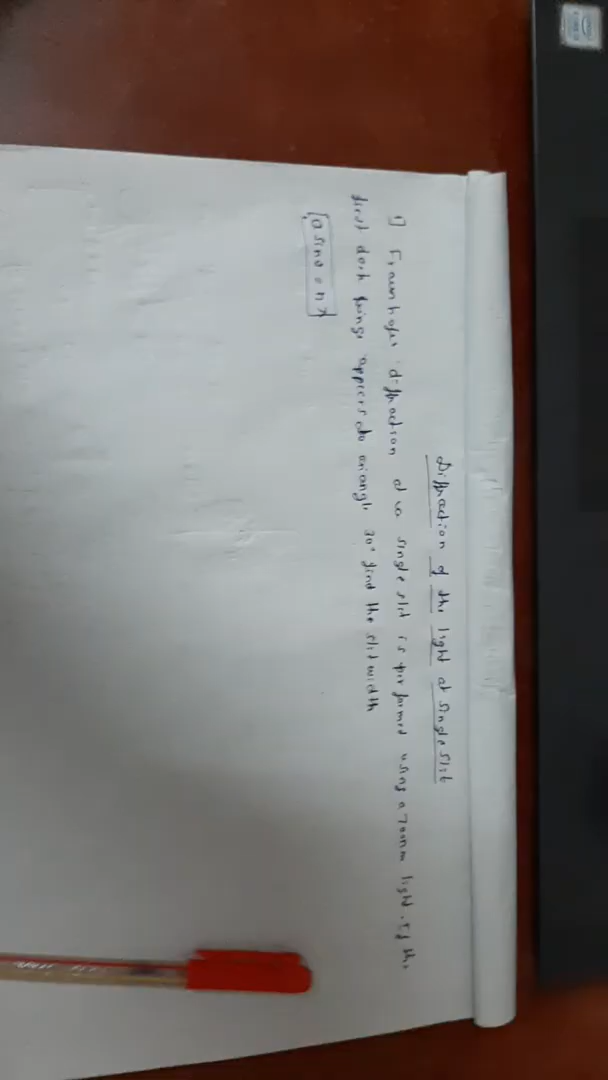 Diffraction of the light at single slit
1] Fraunhofer diffraction at a single slit is performed using a 700nm light. If the
first dark fringe appears at an angle 30° find the slit width
a sinθ = nλ